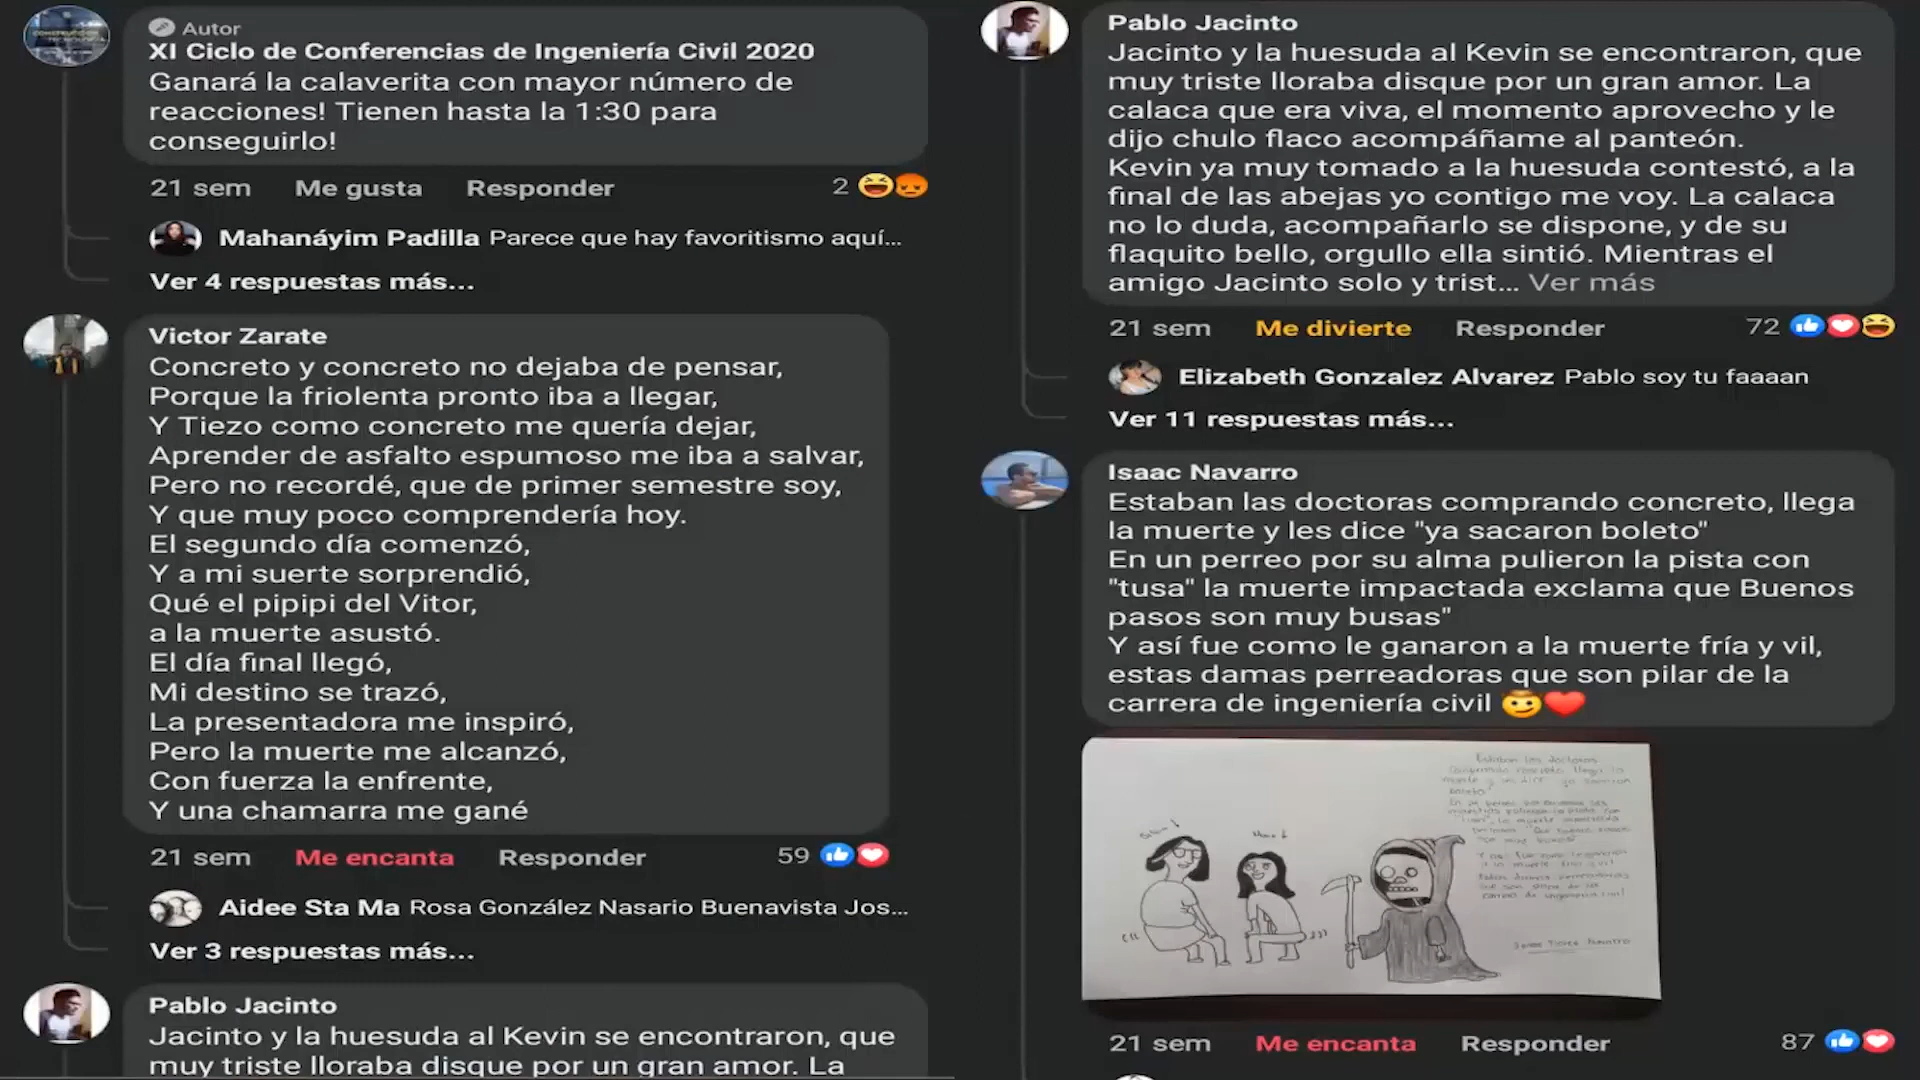 Autor
XI Ciclo de Conferencias de Ingeniería Civil 2020
Ganará la calaverita con mayor número de
reacciones! Tienen hasta la 1:30 para
conseguirlo!
21 sem Me gusta Responder 2
Mahanáyim Padilla Parece que hay favoritismo aquí...
Ver 4 respuestas más...
Victor Zarate
Concreto y concreto no dejaba de pensar,
Porque la friolenta pronto iba a llegar,
Y Tiezo como concreto me quería dejar,
Aprender de asfalto espumoso me iba a salvar,
Pero no recordé, que de primer semestre soy,
Y que muy poco comprendería hoy.
El segundo día comenzó,
Y a mi suerte sorprendió,
Qué el pipipi del Vitor,
a la muerte asustó.
El día final llegó,
Mi destino se trazó,
La presentadora me inspiró,
Pero la muerte me alcanzó,
Con fuerza la enfrente,
Y una chamarra me gané
21 sem Me encanta Responder 59
Aidee Sta Ma Rosa González Nasario Buenavista Jos...
Ver 3 respuestas más...
Pablo Jacinto
Jacinto y la huesuda al Kevin se encontraron, que
muy triste lloraba disque por un gran amor. La
Pablo Jacinto
Jacinto y la huesuda al Kevin se encontraron, que
muy triste lloraba disque por un gran amor. La
calaca que era viva, el momento aprovecho y le
dijo chulo flaco acompáñame al panteón.
Kevin ya muy tomado a la huesuda contestó, a la
final de las abejas yo contigo me voy. La calaca
no lo duda, acompañarlo se dispone, y de su
flaquito bello, orgullo ella sintió. Mientras el
amigo Jacinto solo y trist... Ver más
21 sem Me divierte Responder 72
Elizabeth Gonzalez Alvarez Pablo soy tu faaaan
Ver 11 respuestas más...
Isaac Navarro
Estaban las doctoras comprando concreto, llega
la muerte y les dice "ya sacaron boleto"
En un perreo por su alma pulieron la pista con
"tusa" la muerte impactada exclama que Buenos
pasos son muy busas"
Y así fue como le ganaron a la muerte fría y vil,
estas damas perreadoras que son pilar de la
carrera de ingeniería civil
Estaban las doctoras
21 sem Me encanta Responder 87